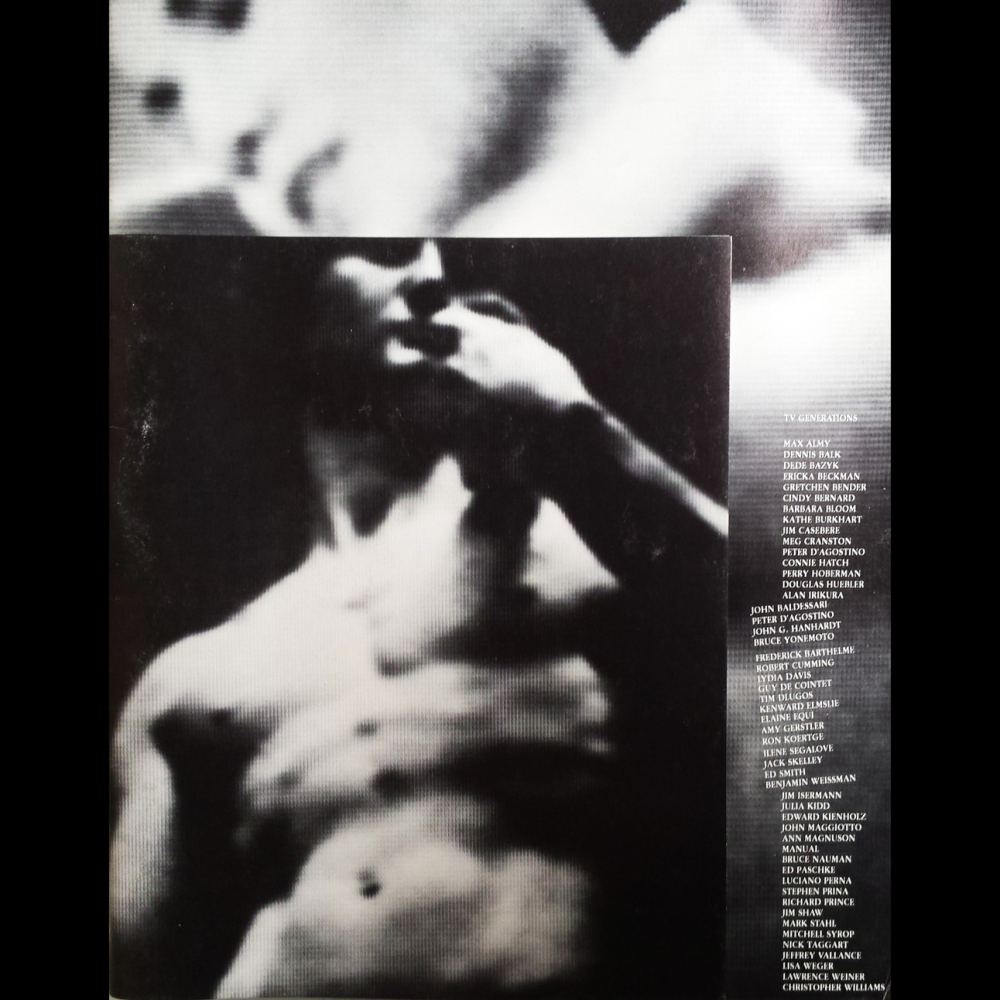 TV GENERATIONS
MAX ALMY
DENNIS BALK
DEDE BAZYK
ERICKA BECKMAN
GRETCHEN BENDER
CINDY BERNARD
BARBARA BLOOM
KATHE BURKHART
JIM CASEBERE
MEG CRANSTON
PETER D'AGOSTINO
CONNIE HATCH
PERRY HOBERMAN
DOUGLAS HUEBLER
ALAN IRIKURA
JOHN BALDESSARI
PETER D'AGOSTINO
JOHN G. HANHARDT
BRUCE YONEMOTO
FREDERICK BARTHELME
ROBERT CUMMING
LYDIA DAVIS
GUY DE COINTET
TIM DLUGOS
KENWARD ELMSLIE
ELAINE EQUI
AMY GERSTLER
RON KOERTGE
ILENE SEGALOVE
JACK SKELLEY
ED SMITH
BENJAMIN WEISSMAN
JIM ISERMANN
JULIA KIDD
EDWARD KIENHOLZ
JOHN MAGGIOTTO
ANN MAGNUSON
MANUAL
BRUCE NAUMAN
ED PASCHKE
LUCIANO PERNA
STEPHEN PRINA
RICHARD PRINCE
JIM SHAW
MARK STAHL
MITCHELL SYROP
NICK TAGGART
JEFFREY VALLANCE
LISA WEGER
LAWRENCE WEINER
CHRISTOPHER WILLIAMS